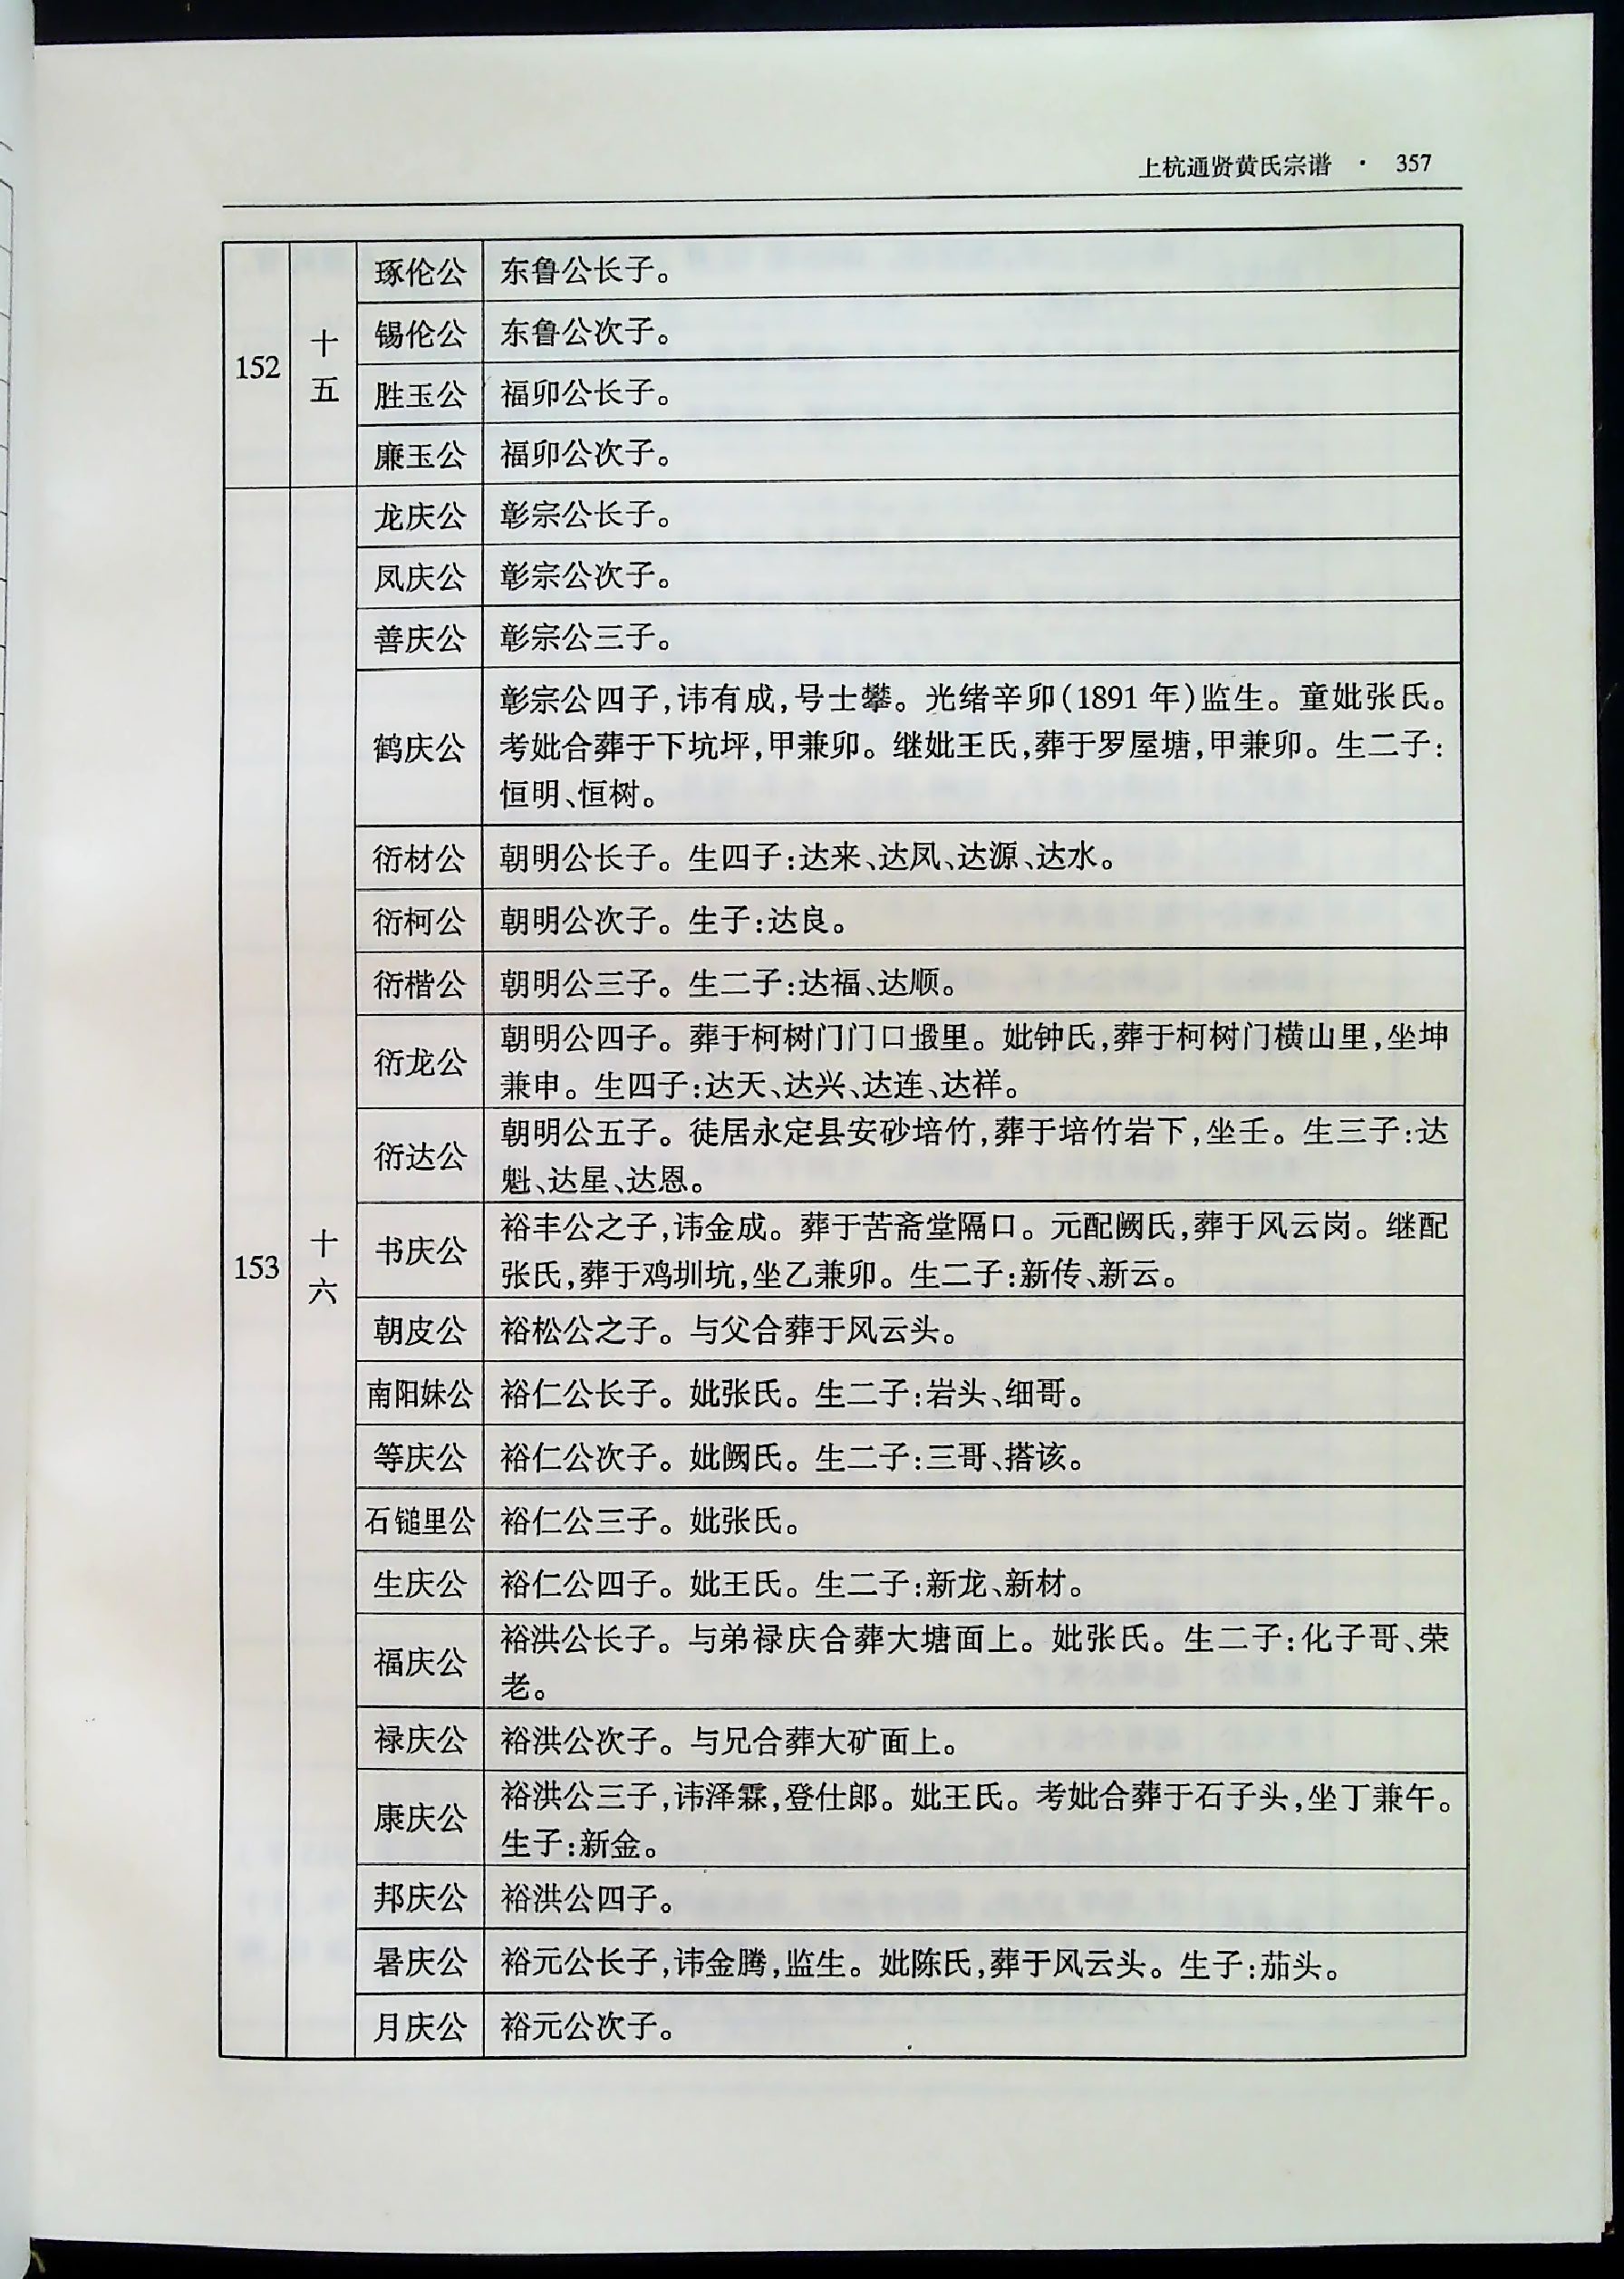 上杭通贤黄氏宗谱 · 357
152
十
五
琢伦公 东鲁公长子。
锡伦公 东鲁公次子。
胜玉公 福卯公长子。
廉玉公 福卯公次子。
153
十
六
龙庆公 彰宗公长子。
凤庆公 彰宗公次子。
善庆公 彰宗公三子。
鹤庆公 彰宗公四子,讳有成,号士攀。光绪辛卯(1891 年)监生。童妣张氏。
考妣合葬于下坑坪,甲兼卯。继妣王氏,葬于罗屋塘,甲兼卯。生二子:
恒明、恒树。
衍材公 朝明公长子。生四子:达来、达凤、达源、达水。
衍柯公 朝明公次子。生子:达良。
衍楷公 朝明公三子。生二子:达福、达顺。
衍龙公 朝明公四子。葬于柯树门门口塅里。妣钟氏,葬于柯树门横山里,坐坤
兼申。生四子:达天、达兴、达连、达祥。
衍达公 朝明公五子。徒居永定县安砂培竹,葬于培竹岩下,坐壬。生三子:达
魁、达星、达恩。
书庆公 裕丰公之子,讳金成。葬于苦斋堂隔口。元配阙氏,葬于风云岗。继配
张氏,葬于鸡圳坑,坐乙兼卯。生二子:新传、新云。
朝皮公 裕松公之子。与父合葬于风云头。
南阳妹公 裕仁公长子。妣张氏。生二子:岩头、细哥。
等庆公 裕仁公次子。妣阙氏。生二子:三哥、搭该。
石鎚里公 裕仁公三子。妣张氏。
生庆公 裕仁公四子。妣王氏。生二子:新龙、新材。
福庆公 裕洪公长子。与弟禄庆合葬大塘面上。妣张氏。生二子:化子哥、荣
老。
禄庆公 裕洪公次子。与兄合葬大矿面上。
康庆公 裕洪公三子,讳泽霖,登仕郎。妣王氏。考妣合葬于石子头,坐丁兼午。
生子:新金。
邦庆公 裕洪公四子。
暑庆公 裕元公长子,讳金腾,监生。妣陈氏,葬于风云头。生子:茄头。
月庆公 裕元公次子。